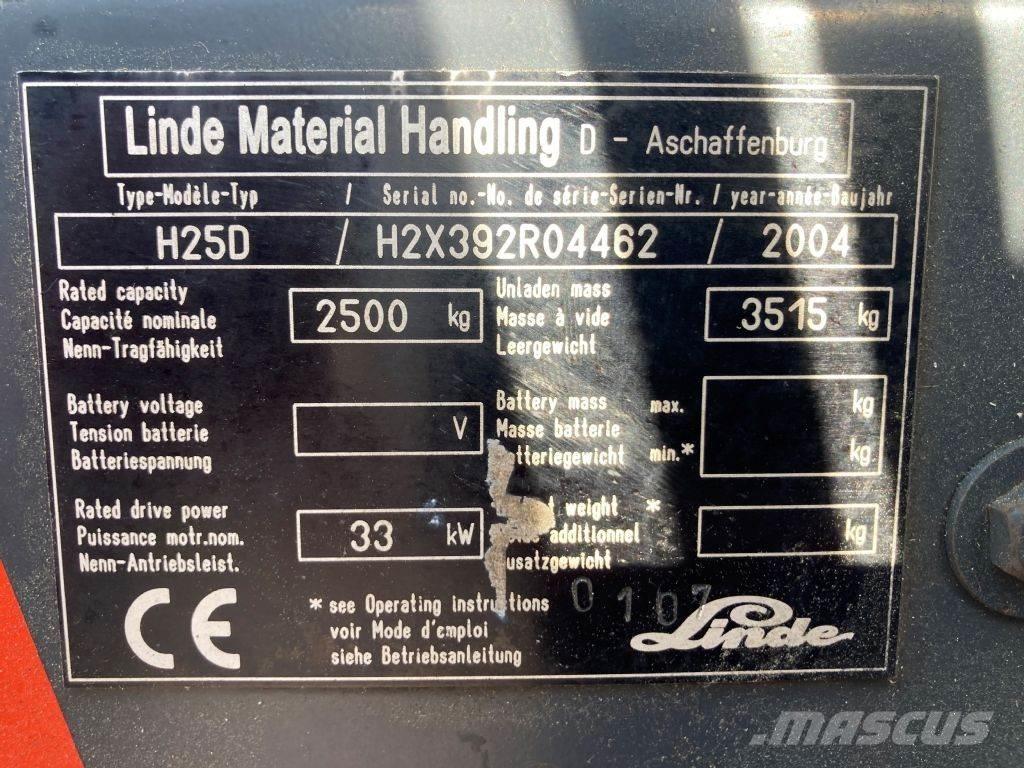 Linde Material Handling D - Aschaffenburg
Type-Modèle-Typ / Serial no.-No. de série-Serien-Nr. / year-année-Baujahr
H25D / H2X392R04462 / 2004
Rated capacity
Capacité nominale
Nenn-Tragfähigkeit
2500 kg
Unladen mass
Masse à vide
Leergewicht
3515 kg
Battery voltage
Tension batterie
Batteriespannung
V
Battery mass max. kg
Masse batterie
min.* kg
Rated drive power
Puissance motr.nom.
Nenn-Antriebsleist.
33 kW
weight *
additionnel
kg
CE
* see Operating instructions
voir Mode d'emploi
siehe Betriebsanleitung
0107
Linde
MASCUS